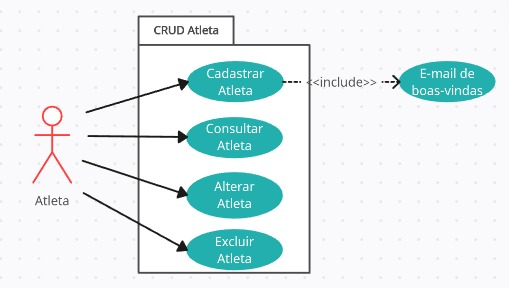 CRUD Atleta
Cadastrar
Atleta
<<include>>
E-mail de
boas-vindas
Consultar
Atleta
Alterar
Atleta
Excluir
Atleta
Atleta